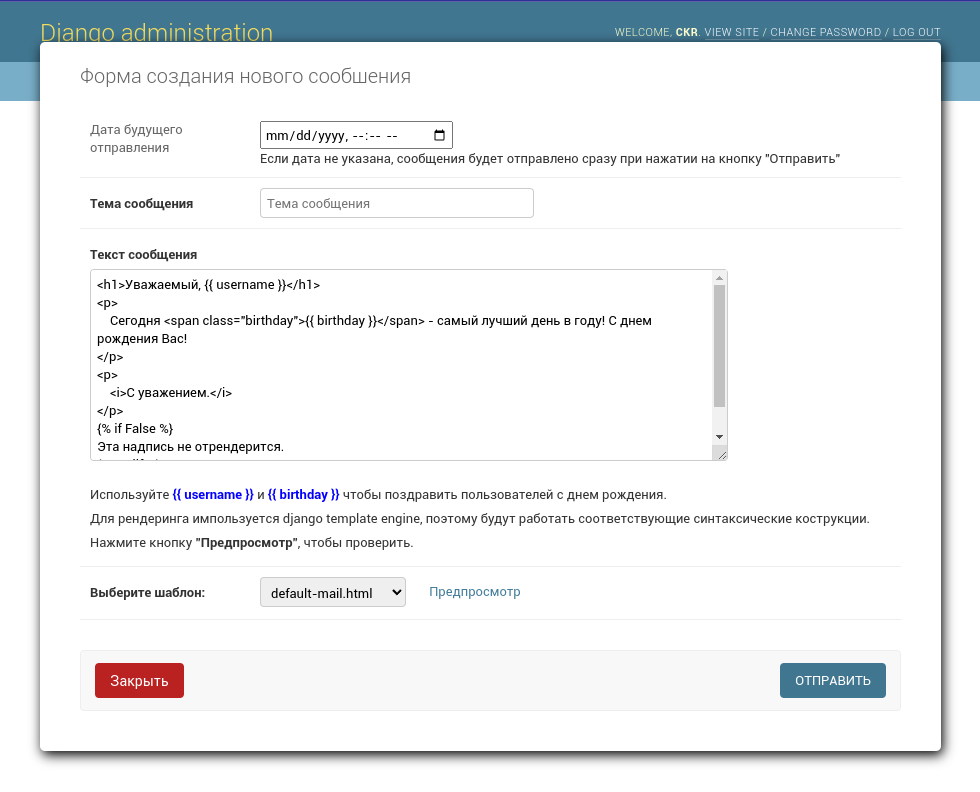 Django administration
WELCOME, CKR. VIEW SITE / CHANGE PASSWORD / LOG OUT
Форма создания нового сообшения
Дата будущего
отправления
mm/dd/yyyy, --:-- --
Если дата не указана, сообщения будет отправлено сразу при нажатии на кнопку "Отправить"
Тема сообщения
Тема сообщения
Текст сообщения
<h1>Уважаемый, {{ username }}</h1>
<p>
Сегодня <span class="birthday">{{ birthday }}</span> - самый лучший день в году! С днем
рождения Вас!
</p>
<p>
<i>С уважением.</i>
</p>
{% if False %}
Эта надпись не отрендерится.
Используйте {{ username }} и {{ birthday }} чтобы поздравить пользователей с днем рождения.
Для рендеринга импользуется django template engine, поэтому будут работать соответствующие синтаксические кострукции.
Нажмите кнопку "Предпросмотр", чтобы проверить.
Выберите шаблон:
default-mail.html
Предпросмотр
Закрыть
ОТПРАВИТЬ